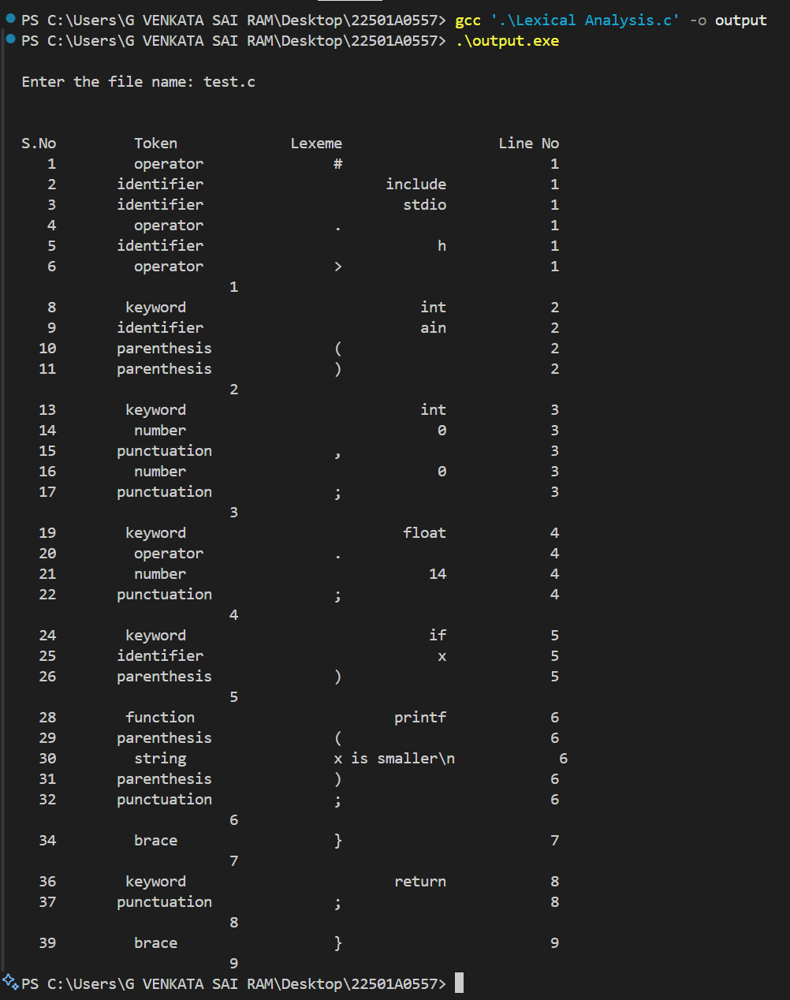 PS C:\Users\G VENKATA SAI RAM\Desktop\22501A0557> gcc '.\Lexical Analysis.c' -o output
PS C:\Users\G VENKATA SAI RAM\Desktop\22501A0557> .\output.exe
Enter the file name: test.c
S.No Token Lexeme Line No
1 operator # 1
2 identifier include 1
3 identifier stdio 1
4 operator . 1
5 identifier h 1
6 operator > 1
1
8 keyword int 2
9 identifier ain 2
10 parenthesis ( 2
11 parenthesis ) 2
2
13 keyword int 3
14 number 0 3
15 punctuation , 3
16 number 0 3
17 punctuation ; 3
3
19 keyword float 4
20 operator . 4
21 number 14 4
22 punctuation ; 4
4
24 keyword if 5
25 identifier x 5
26 parenthesis ) 5
5
28 function printf 6
29 parenthesis ( 6
30 string x is smaller\n 6
31 parenthesis ) 6
32 punctuation ; 6
6
34 brace } 7
7
36 keyword return 8
37 punctuation ; 8
8
39 brace } 9
9
PS C:\Users\G VENKATA SAI RAM\Desktop\22501A0557>